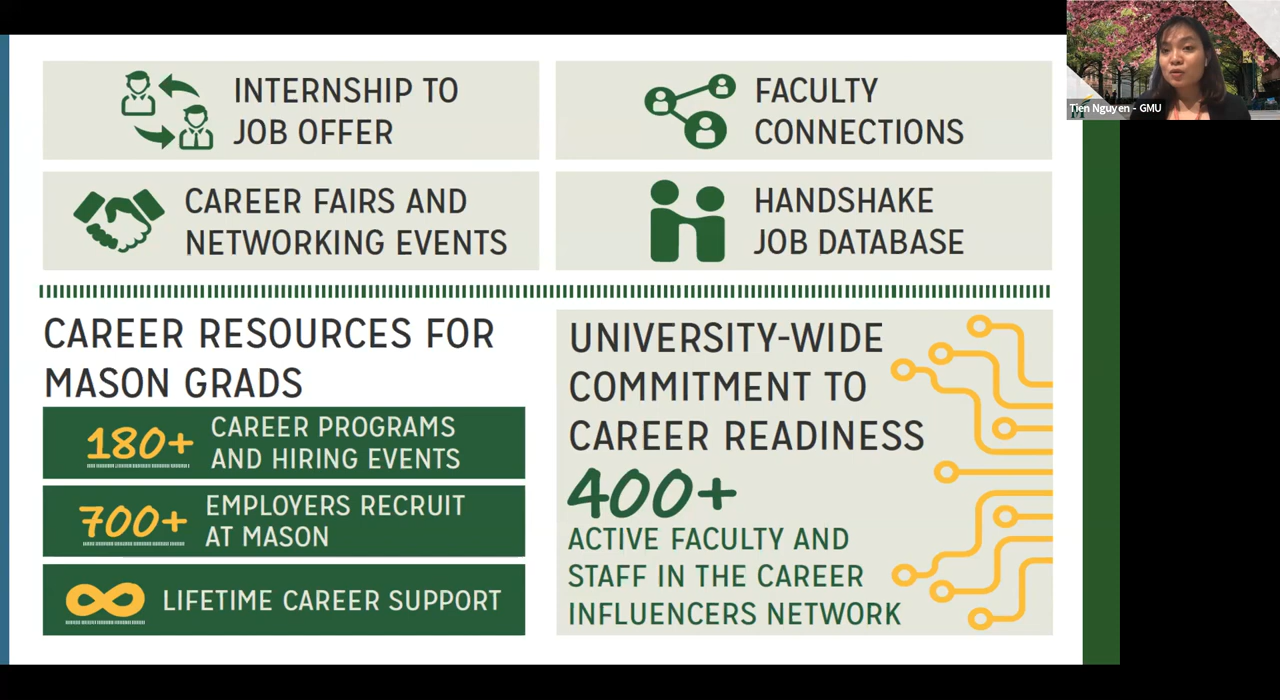 INTERNSHIP TO
JOB OFFER
FACULTY
CONNECTIONS
CAREER FAIRS AND
NETWORKING EVENTS
HANDSHAKE
JOB DATABASE
CAREER RESOURCES FOR
MASON GRADS
180+ CAREER PROGRAMS
AND HIRING EVENTS
700+ EMPLOYERS RECRUIT
AT MASON
∞ LIFETIME CAREER SUPPORT
UNIVERSITY-WIDE
COMMITMENT TO
CAREER READINESS
400+
ACTIVE FACULTY AND
STAFF IN THE CAREER
INFLUENCERS NETWORK
Tien Nguyen - GMU